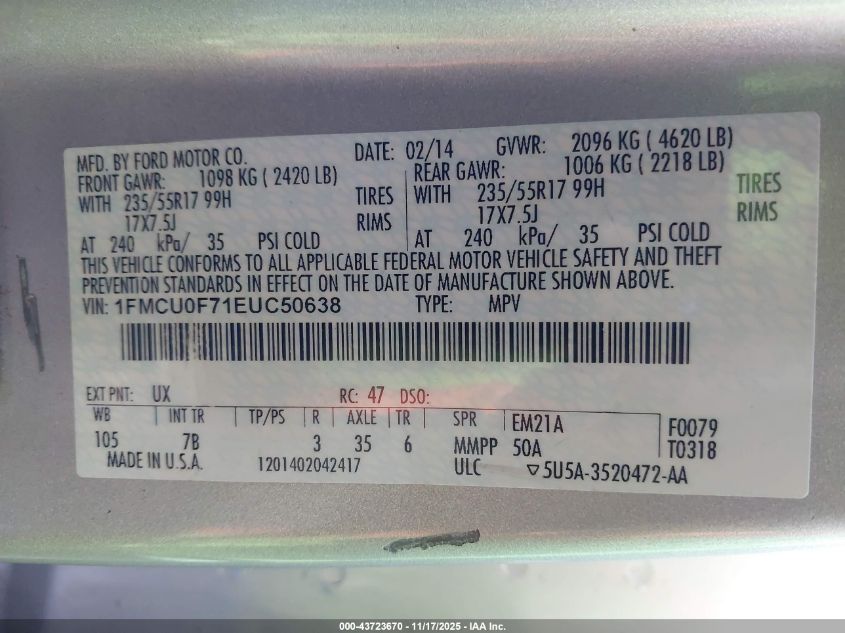 MFD. BY FORD MOTOR CO. DATE: 02/14 GVWR: 2096 KG ( 4620 LB)
FRONT GAWR: 1098 KG ( 2420 LB) REAR GAWR: 1006 KG ( 2218 LB)
WITH 235/55R17 99H TIRES WITH 235/55R17 99H TIRES
17X7.5J RIMS 17X7.5J RIMS
AT 240 kPa/ 35 PSI COLD AT 240 kPa/ 35 PSI COLD
THIS VEHICLE CONFORMS TO ALL APPLICABLE FEDERAL MOTOR VEHICLE SAFETY AND THEFT
PREVENTION STANDARDS IN EFFECT ON THE DATE OF MANUFACTURE SHOWN ABOVE.
VIN: 1FMCU0F71EUC50638 TYPE: MPV
EXT PNT: UX RC: 47 DSO:
WB INT TR TP/PS R AXLE TR SPR EM21A F0079
105 7B 3 35 6 MMPP 50A T0318
MADE IN U.S.A. 1201402042417 ULC ▽5U5A-3520472-AA
000-43723670 - 11/17/2025 - IAA Inc.